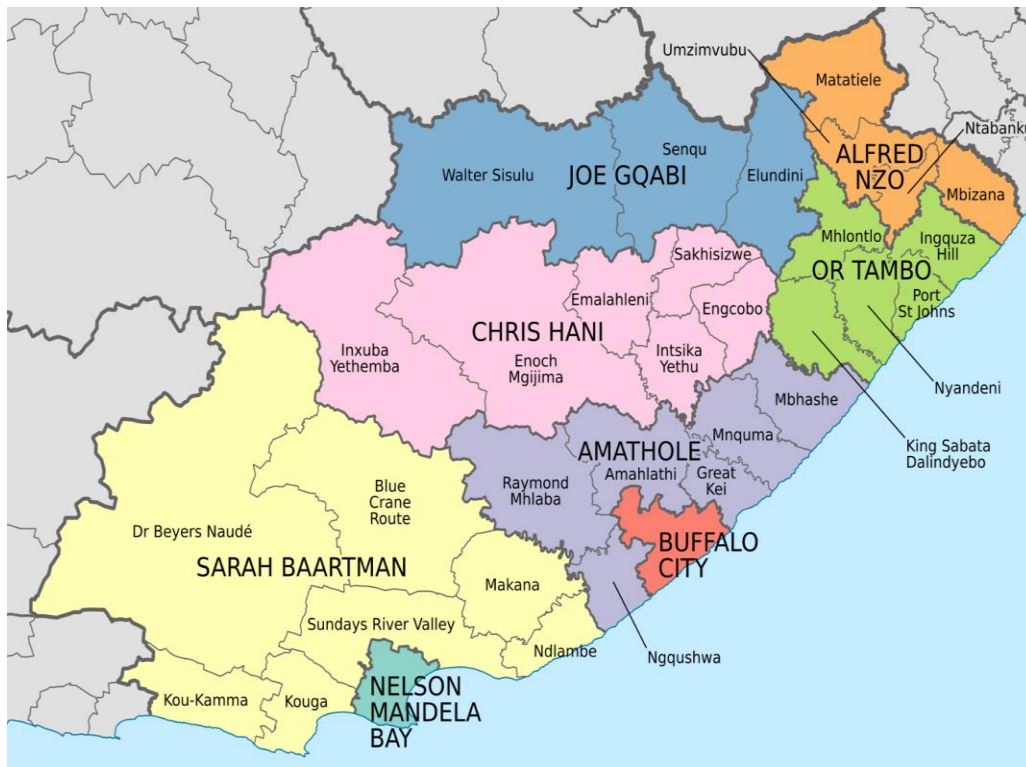 Umzimvubu
Matatiele
Ntabanku
ALFRED
NZO
Mbizana
Senqu
Walter Sisulu
JOE GQABI
Elundini
Mhlontlo
Ingquza
Hill
Sakhisizwe
OR TAMBO
Port
St Johns
Emalahleni
Engcobo
CHRIS HANI
Inxuba
Yethemba
Enoch
Mgijima
Intsika
Yethu
Nyandeni
Mbhashe
King Sabata
Dalindyebo
Mnquma
AMATHOLE
Amahlathi
Great
Kei
Raymond
Mhlaba
Blue
Crane
Route
Dr Beyers Naudé
BUFFALO
CITY
SARAH BAARTMAN
Makana
Sundays River Valley
Ndlambe
Ngqushwa
Kou-Kamma
Kouga
NELSON
MANDELA
BAY